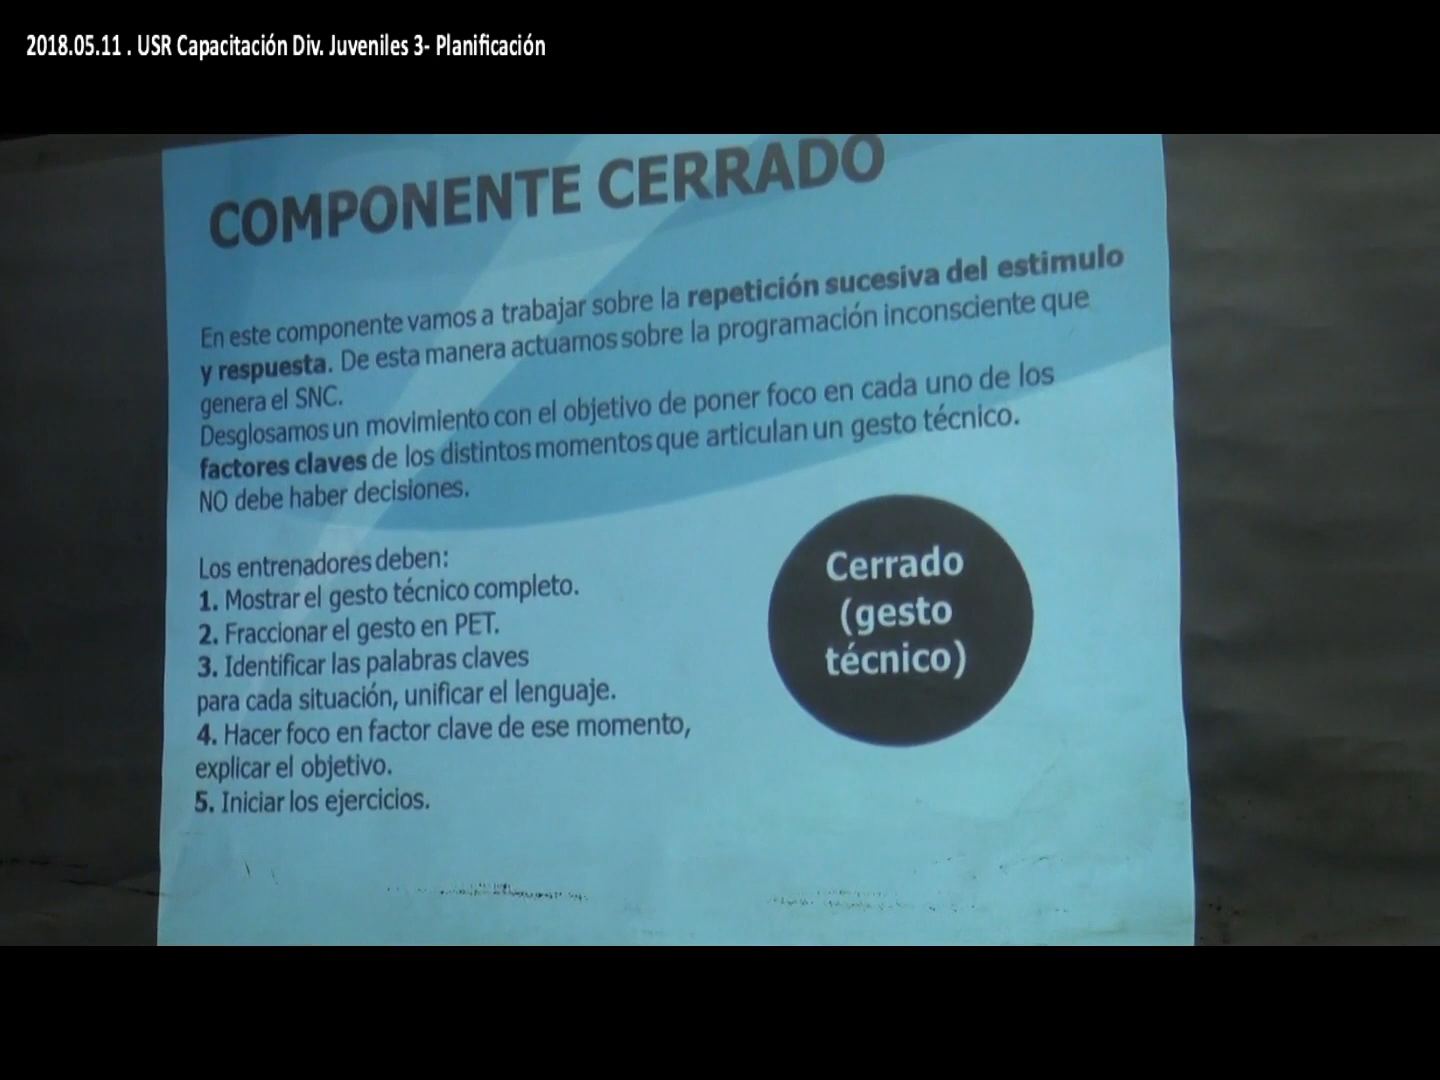 2018.05.11 . USR Capacitación Div. Juveniles 3- Planificación
COMPONENTE CERRADO
En este componente vamos a trabajar sobre la repetición sucesiva del estimulo
y respuesta. De esta manera actuamos sobre la programación inconsciente que
genera el SNC.
Desglosamos un movimiento con el objetivo de poner foco en cada uno de los
factores claves de los distintos momentos que articulan un gesto técnico.
NO debe haber decisiones.
Los entrenadores deben:
1. Mostrar el gesto técnico completo.
2. Fraccionar el gesto en PET.
3. Identificar las palabras claves
para cada situación, unificar el lenguaje.
4. Hacer foco en factor clave de ese momento,
explicar el objetivo.
5. Iniciar los ejercicios.
Cerrado
(gesto
técnico)